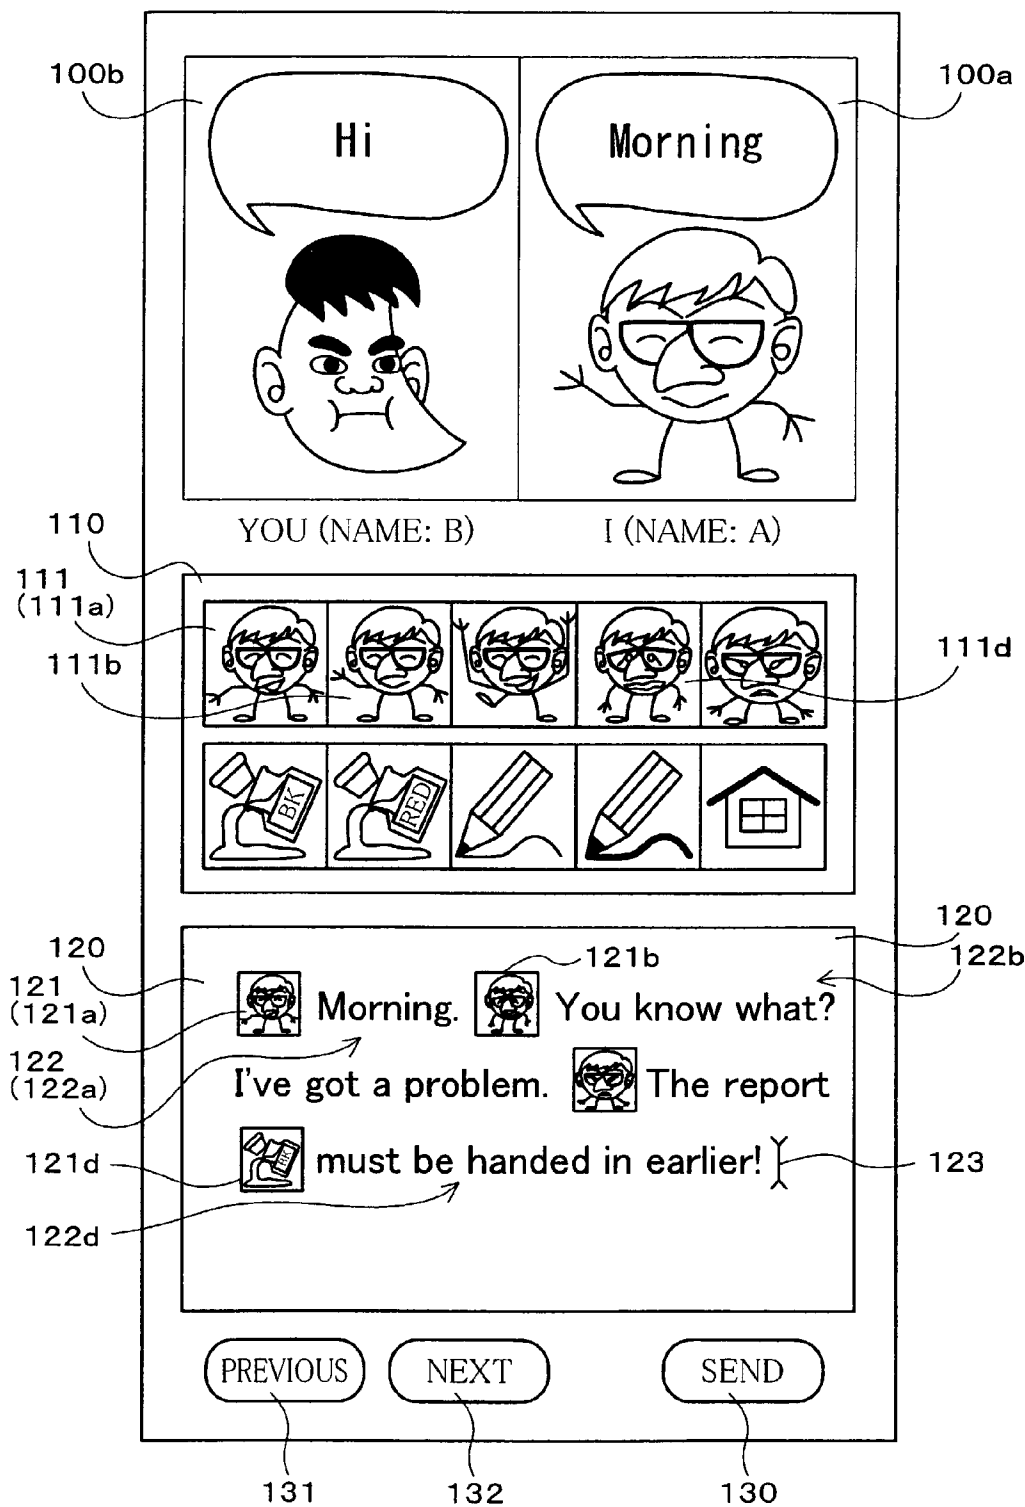 100b
100a
Hi
Morning
YOU (NAME: B)
I (NAME: A)
110
111
(111a)
111b
111d
BK
RED
120
120
121b
122b
121
(121a)
Morning. You know what?
122
(122a)
I've got a problem. The report
BK
121d
must be handed in earlier!
123
122d
PREVIOUS
NEXT
SEND
131
132
130